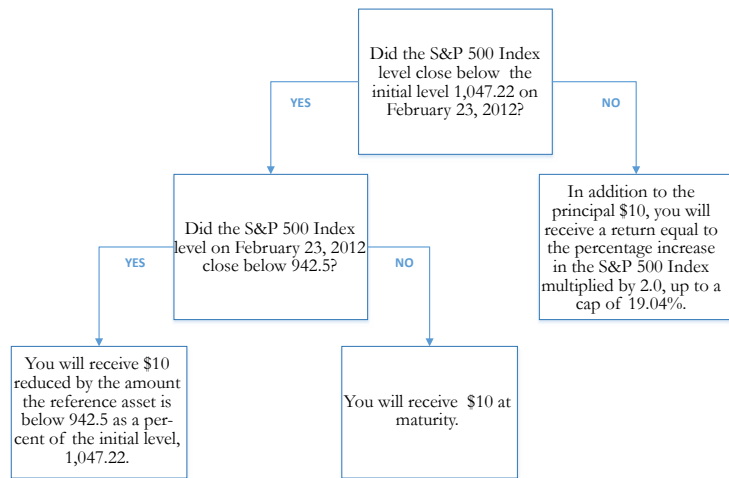 Did the S&P 500 Index
level close below the
initial level 1,047.22 on
February 23, 2012?
YES
NO
Did the S&P 500 Index
level on February 23, 2012
close below 942.5?
In addition to the
principal $10, you will
receive a return equal to
the percentage increase
in the S&P 500 Index
multiplied by 2.0, up to a
cap of 19.04%.
YES
NO
You will receive $10
reduced by the amount
the reference asset is
below 942.5 as a per-
cent of the initial level,
1,047.22.
You will receive $10 at
maturity.